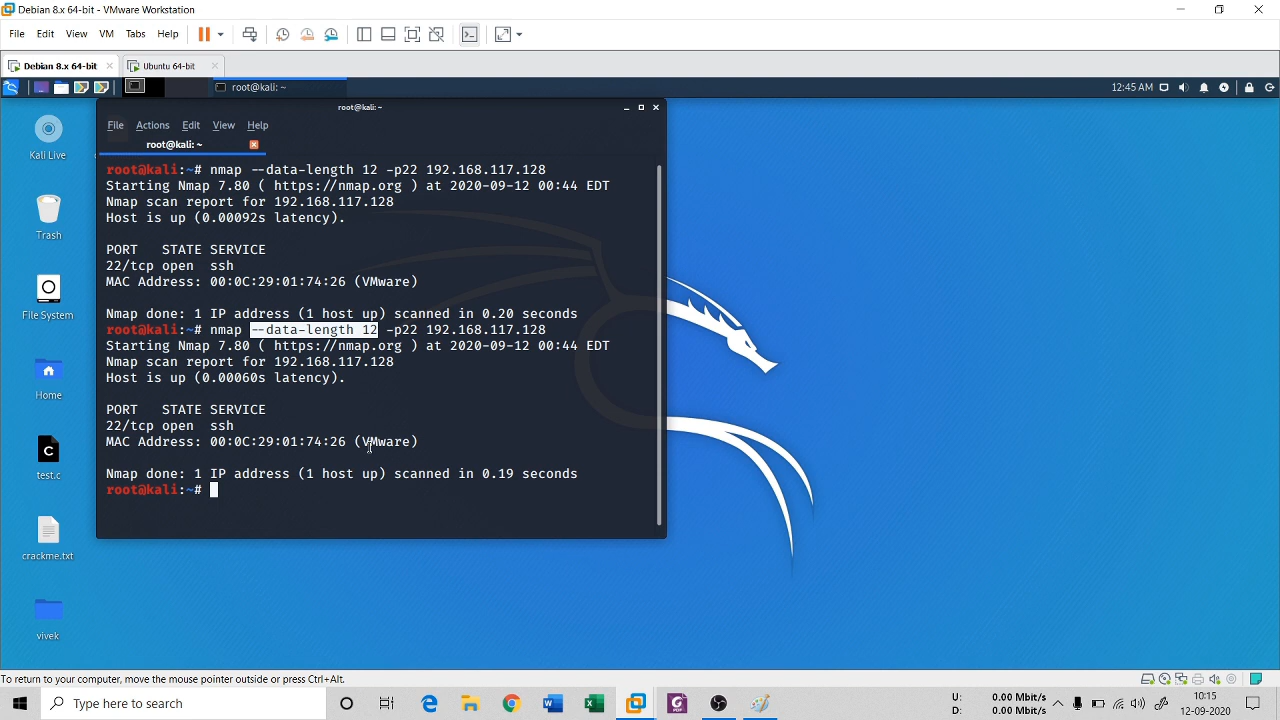 Debian 8.x 64-bit - VMware Workstation
File Edit View VM Tabs Help
Debian 8.x 64-bit Ubuntu 64-bit
root@kali: ~ 12:45 AM
root@kali:~
File Actions Edit View Help
root@kali: ~
root@kali:~# nmap --data-length 12 -p22 192.168.117.128
Starting Nmap 7.80 ( https://nmap.org ) at 2020-09-12 00:44 EDT
Nmap scan report for 192.168.117.128
Host is up (0.00092s latency).
PORT   STATE SERVICE
22/tcp open  ssh
MAC Address: 00:0C:29:01:74:26 (VMware)
Nmap done: 1 IP address (1 host up) scanned in 0.20 seconds
root@kali:~# nmap --data-length 12 -p22 192.168.117.128
Starting Nmap 7.80 ( https://nmap.org ) at 2020-09-12 00:44 EDT
Nmap scan report for 192.168.117.128
Host is up (0.00060s latency).
PORT   STATE SERVICE
22/tcp open  ssh
MAC Address: 00:0C:29:01:74:26 (VMware)
Nmap done: 1 IP address (1 host up) scanned in 0.19 seconds
root@kali:~#
Kali Live
Trash
File System
Home
C
test.c
crackme.txt
vivek
To return to your computer, move the mouse pointer outside or press Ctrl+Alt.
Type here to search
U: 0.00 Mbit/s
D: 0.00 Mbit/s
10:15
12-09-2020